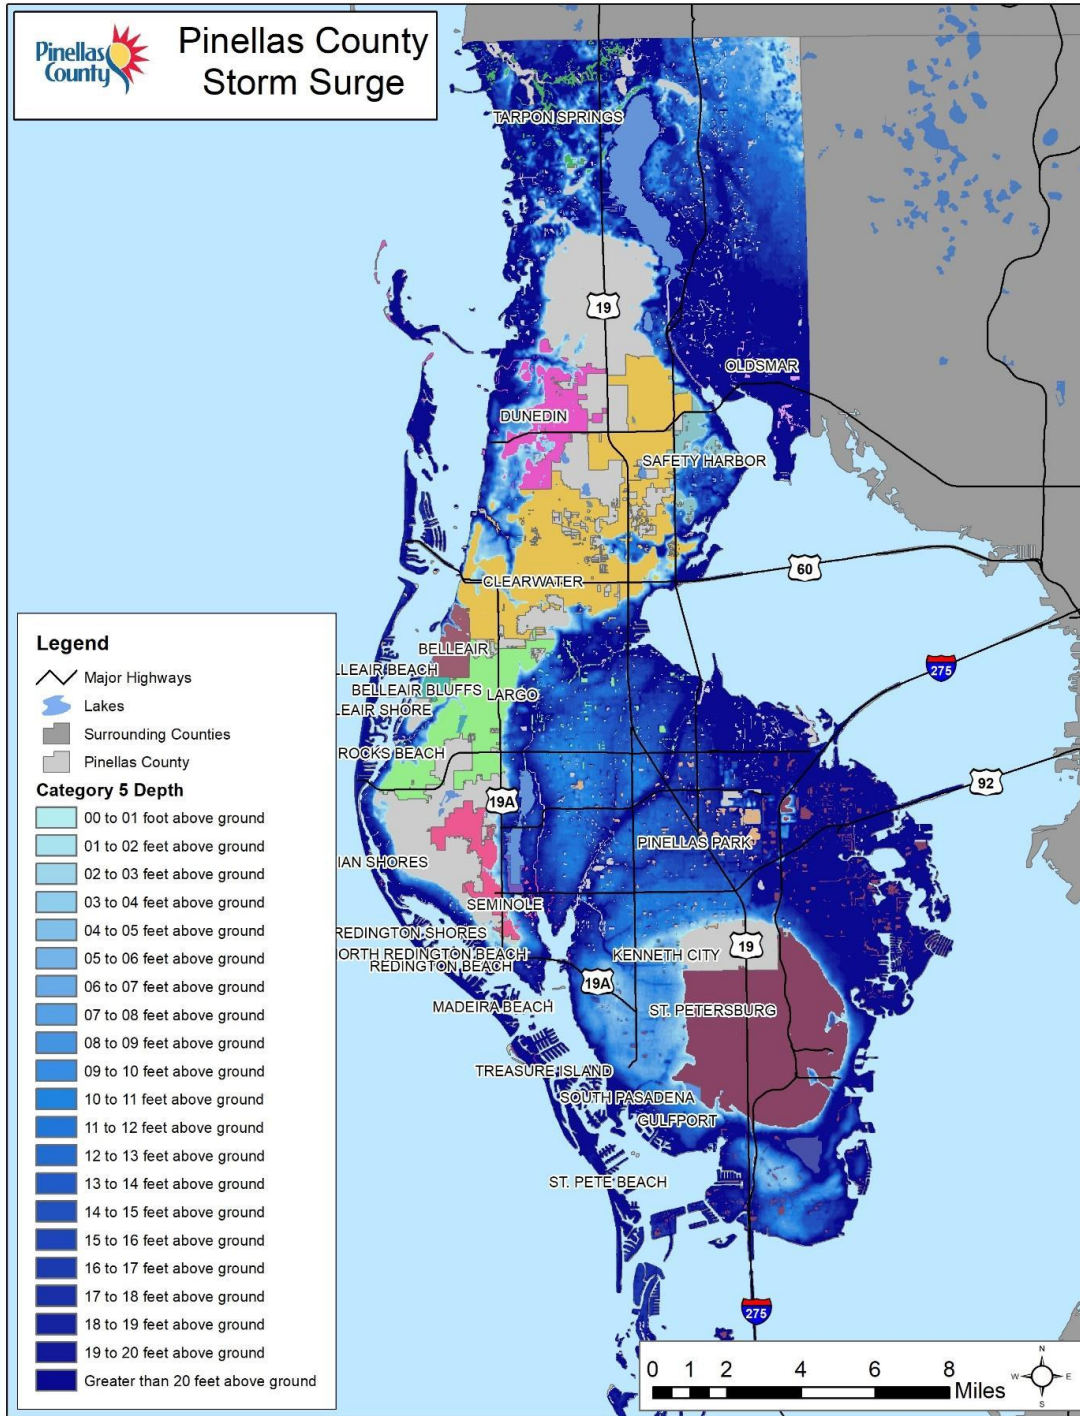 Pinellas
County
Pinellas County
Storm Surge
TARPON SPRINGS
19
OLDSMAR
DUNEDIN
SAFETY HARBOR
60
CLEARWATER
BELLEAIR
LLEAIR BEACH
275
BELLEAIR BLUFFS
LARGO
LEAIR SHORE
ROCKS BEACH
92
19A
PINELLAS PARK
IAN SHORES
SEMINOLE
REDINGTON SHORES
19
KENNETH CITY
ORTH REDINGTON BEACH
REDINGTON BEACH
19A
MADEIRA BEACH
ST. PETERSBURG
TREASURE ISLAND
SOUTH PASADENA
GULFPORT
ST. PETE BEACH
275
Legend
Major Highways
Lakes
Surrounding Counties
Pinellas County
Category 5 Depth
00 to 01 foot above ground
01 to 02 feet above ground
02 to 03 feet above ground
03 to 04 feet above ground
04 to 05 feet above ground
05 to 06 feet above ground
06 to 07 feet above ground
07 to 08 feet above ground
08 to 09 feet above ground
09 to 10 feet above ground
10 to 11 feet above ground
11 to 12 feet above ground
12 to 13 feet above ground
13 to 14 feet above ground
14 to 15 feet above ground
15 to 16 feet above ground
16 to 17 feet above ground
17 to 18 feet above ground
18 to 19 feet above ground
19 to 20 feet above ground
Greater than 20 feet above ground
0 1 2 4 6 8
Miles
N
W E
S